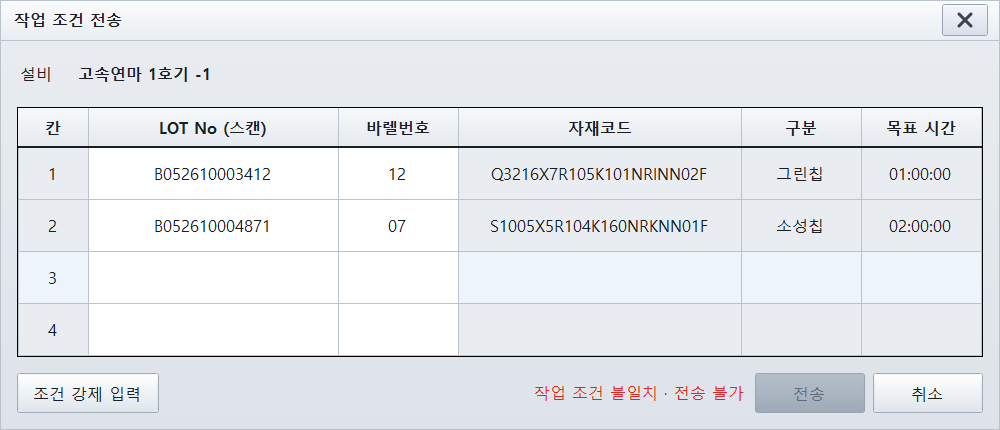 작업 조건 전송
설비 고속연마 1호기 -1
칸 LOT No (스캔) 바렐번호 자재코드 구분 목표 시간
1 B052610003412 12 Q3216X7R105K101NRINN02F 그린칩 01:00:00
2 B052610004871 07 S1005X5R104K160NRKNN01F 소성칩 02:00:00
3
4
조건 강제 입력 작업 조건 불일치 · 전송 불가 전송 취소